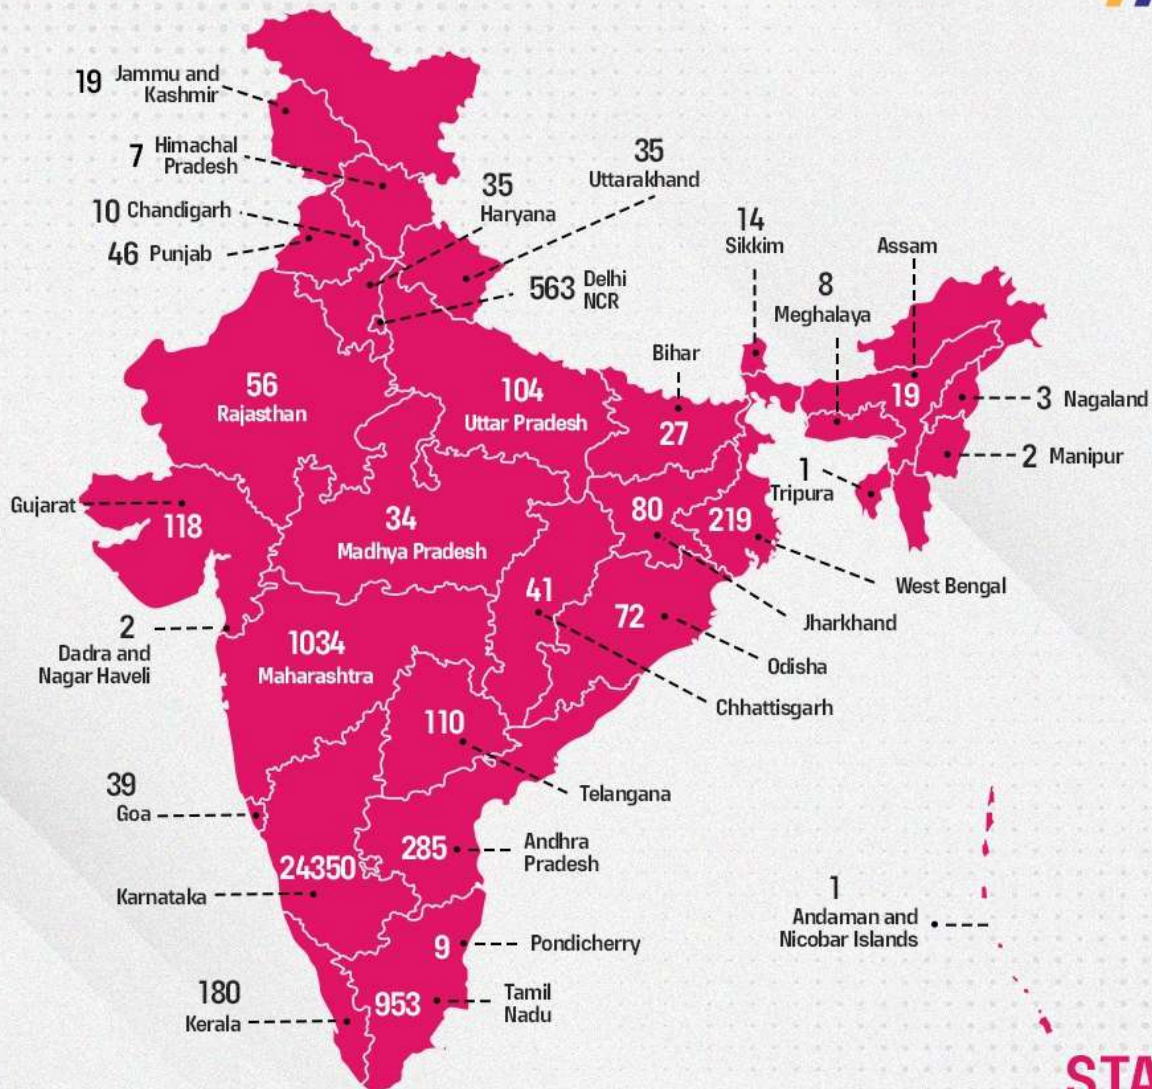 19 Jammu and
Kashmir
7 Himachal
Pradesh
35
Uttarakhand
35
Haryana
10 Chandigarh
46 Punjab
14
Sikkim
Assam
563 Delhi
NCR
8
Meghalaya
Bihar
56
Rajasthan
104
Uttar Pradesh
19
3 Nagaland
27
2 Manipur
1
Tripura
Gujarat
118
34
Madhya Pradesh
80
219
West Bengal
41
72
Jharkhand
2
Dadra and
Nagar Haveli
1034
Maharashtra
Odisha
Chhattisgarh
110
Telangana
39
Goa
285
Andhra
Pradesh
24350
Karnataka
1
Andaman and
Nicobar Islands
9
Pondicherry
180
Kerala
953
Tamil
Nadu
STA